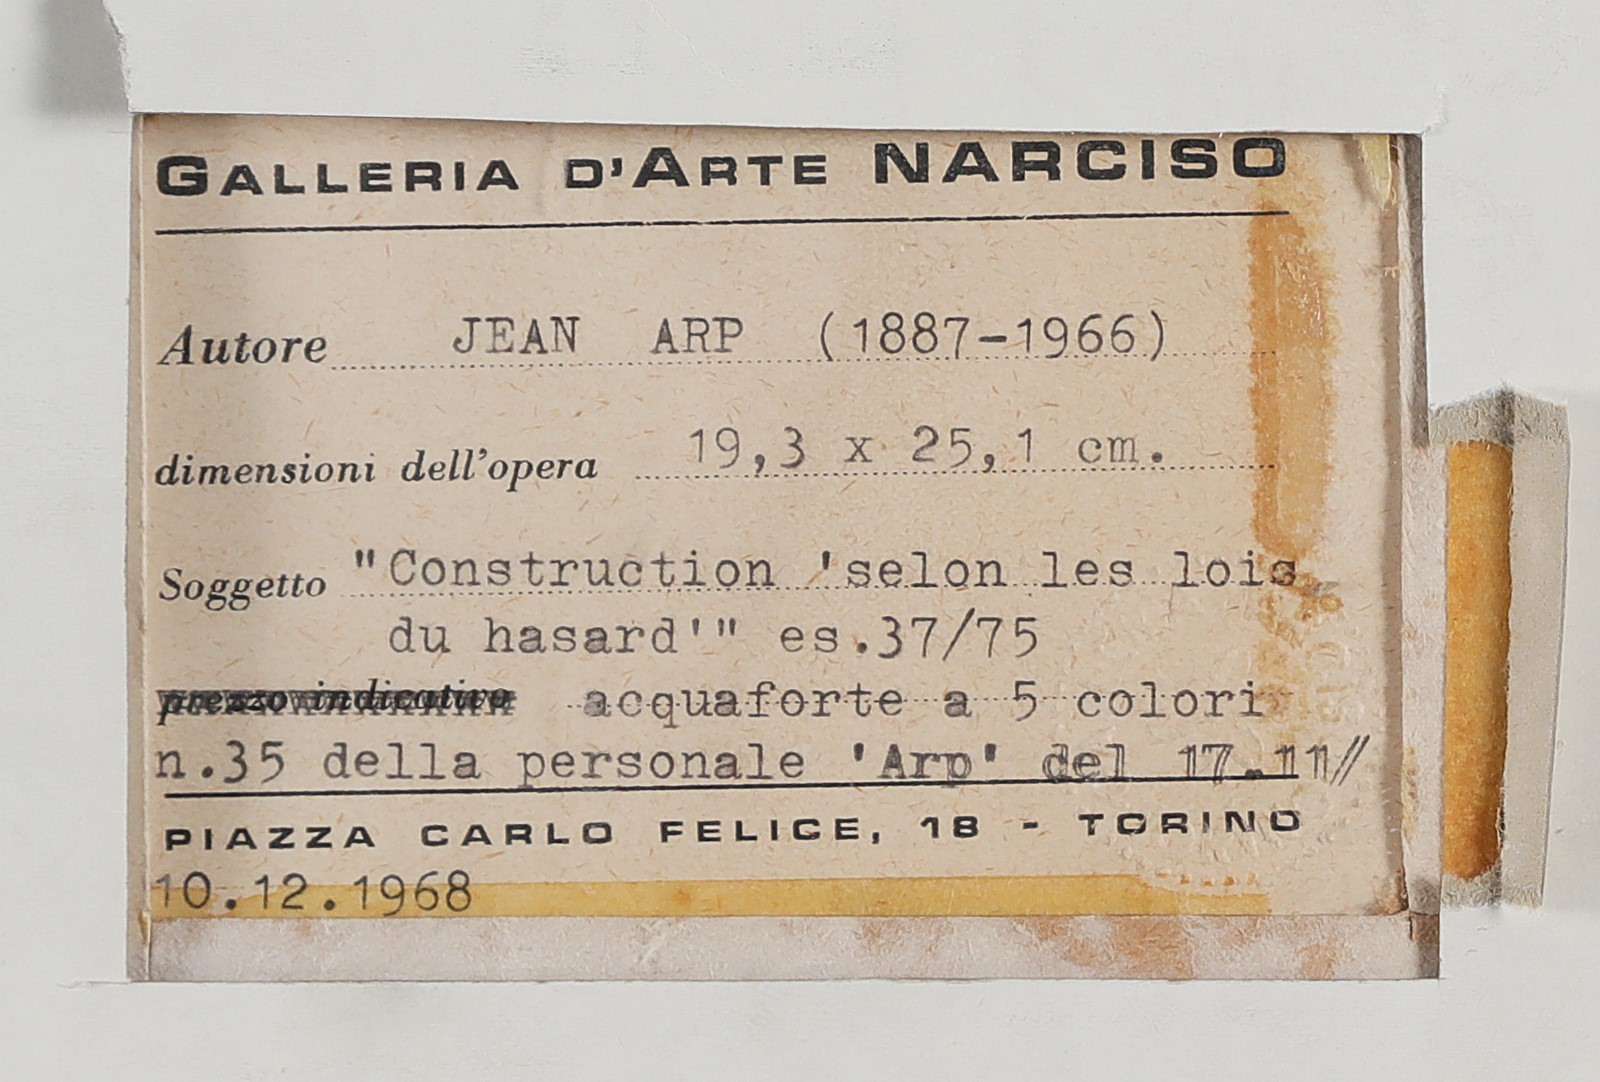 GALLERIA D'ARTE NARCISO
Autore JEAN ARP (1887-1966)
dimensioni dell'opera 19,3 x 25,1 cm.
Soggetto "Construction 'selon les lois
du hasard'" es.37/75
prezzo indicativo acquaforte a 5 colori
n.35 della personale 'Arp' del 17.11//
PIAZZA CARLO FELICE, 18 - TORINO
10.12.1968